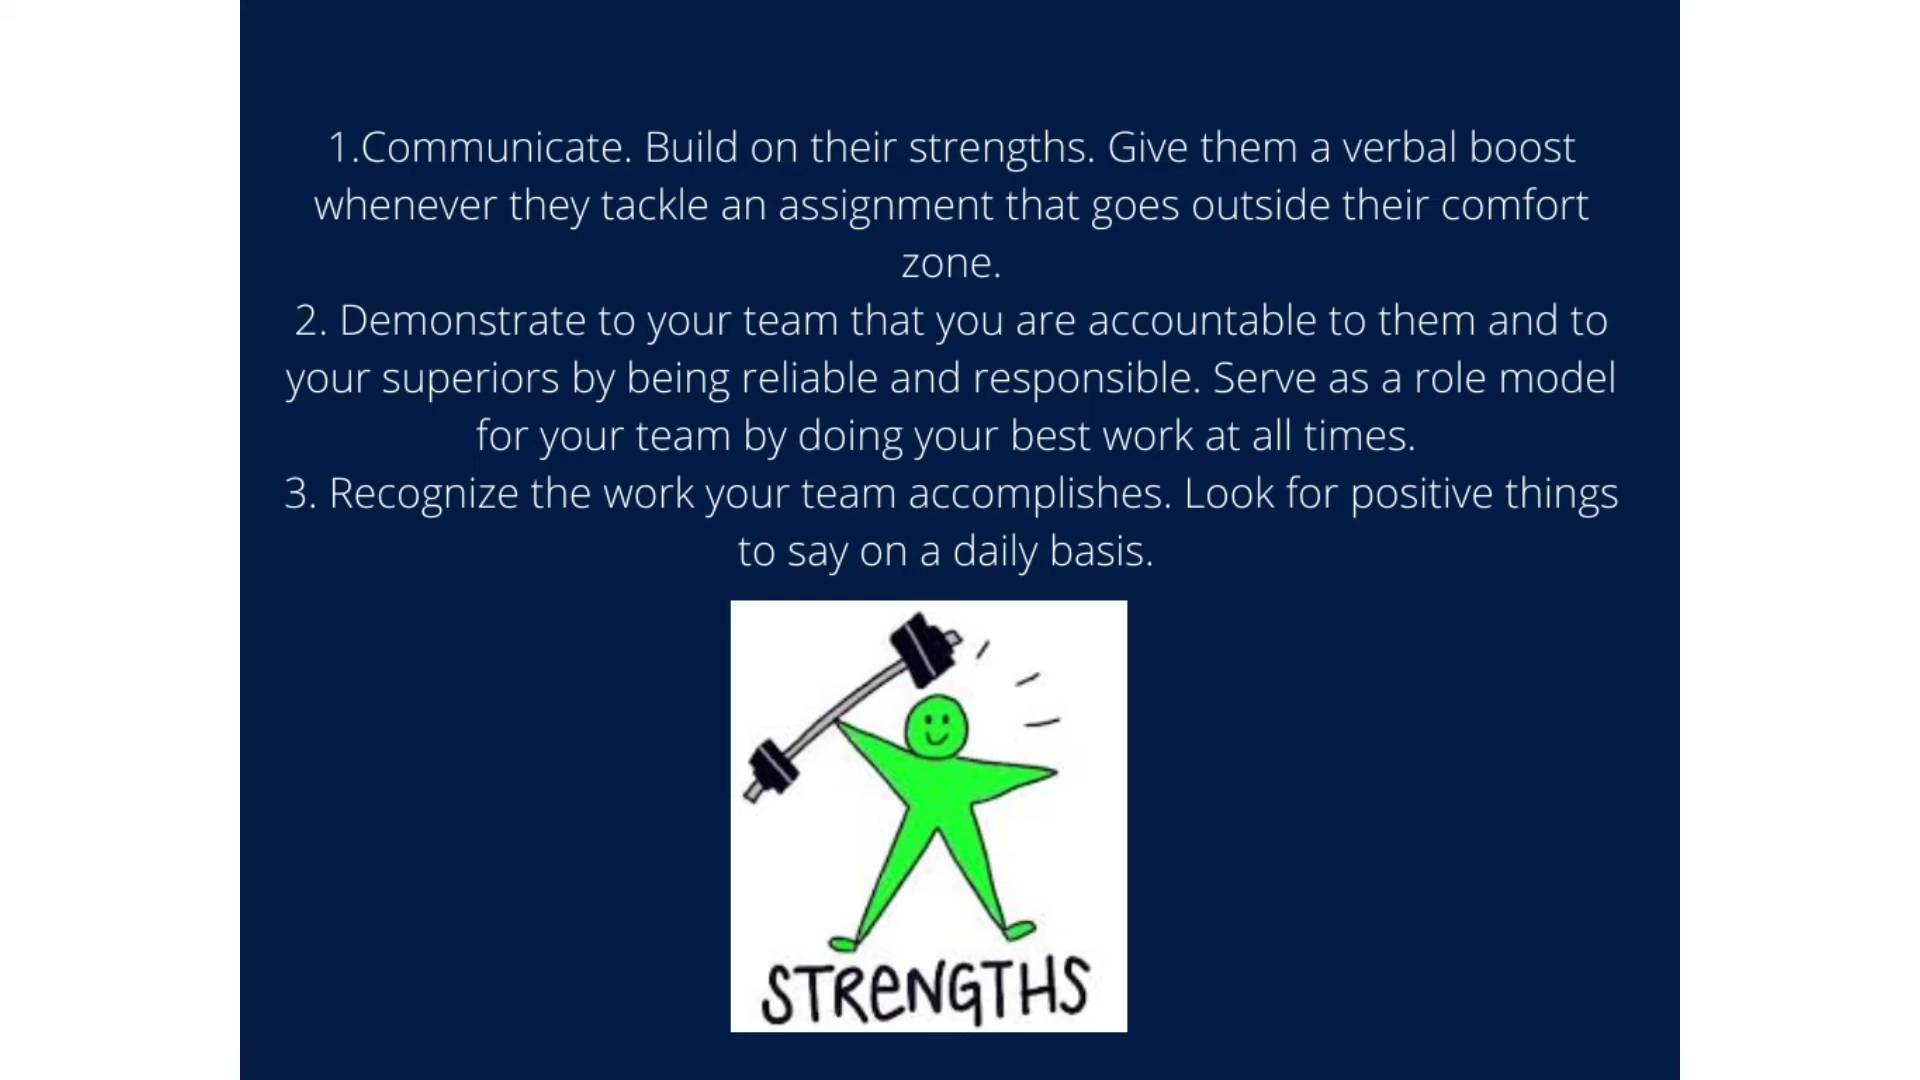 1.Communicate. Build on their strengths. Give them a verbal boost
whenever they tackle an assignment that goes outside their comfort
zone.
2. Demonstrate to your team that you are accountable to them and to
your superiors by being reliable and responsible. Serve as a role model
for your team by doing your best work at all times.
3. Recognize the work your team accomplishes. Look for positive things
to say on a daily basis.
STRENGTHS